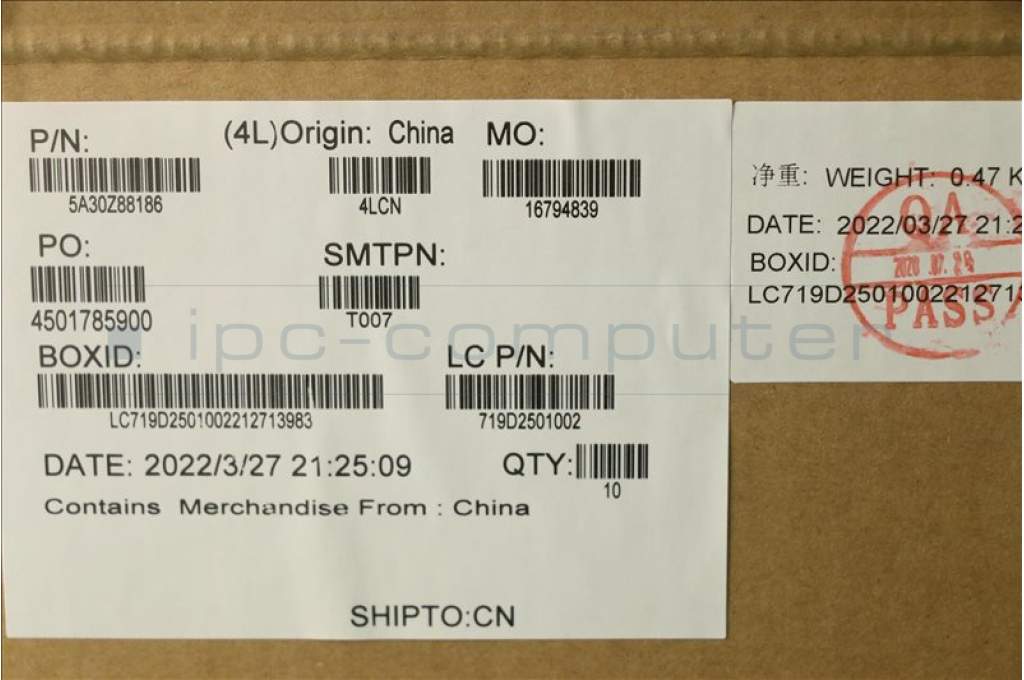 P/N: (4L)Origin: China MO:
5A30Z88186 4LCN 16794839
PO: SMTPN:
4501785900 T007
BOXID: LC P/N:
LC719D2501002212713983 719D2501002
DATE: 2022/3/27 21:25:09 QTY:
10
Contains Merchandise From : China
SHIPTO:CN
净重: WEIGHT: 0.47 K
DATE: 2022/03/27 21:2
BOXID:
LC719D2501002212713
QA
PASS
ipc-computer